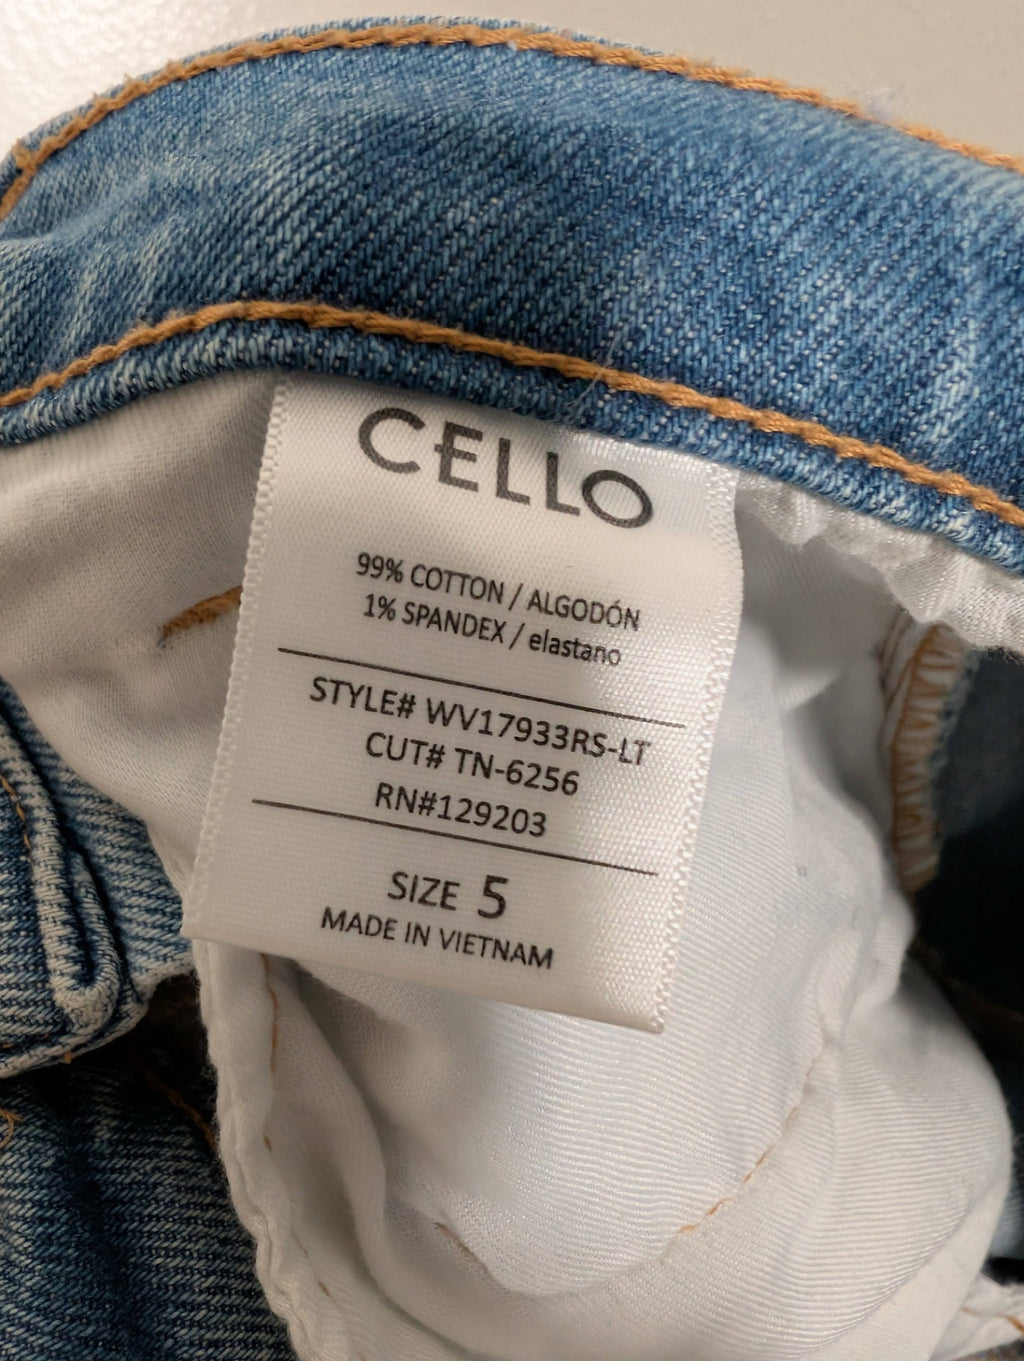 CELLO
99% COTTON / ALGODÓN
1% SPANDEX / elastano
STYLE# WV17933RS-LT
CUT# TN-6256
RN#129203
SIZE 5
MADE IN VIETNAM